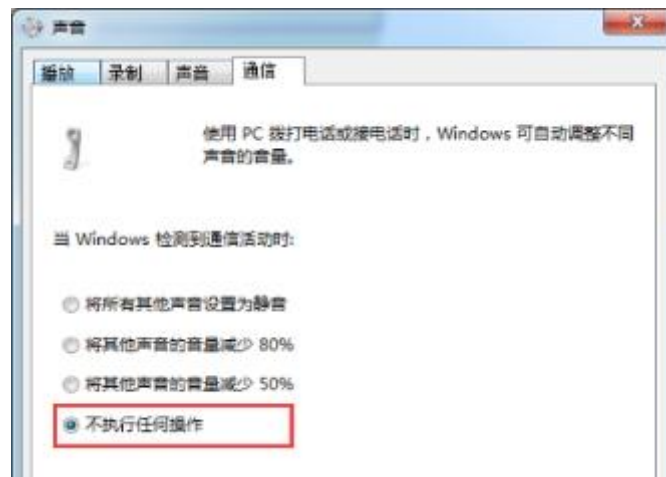 声音
播放 录制 声音 通信
使用 PC 拨打电话或接电话时，Windows 可自动调整不同
声音的音量。
当 Windows 检测到通信活动时:
将所有其他声音设置为静音
将其他声音的音量减少 80%
将其他声音的音量减少 50%
不执行任何操作